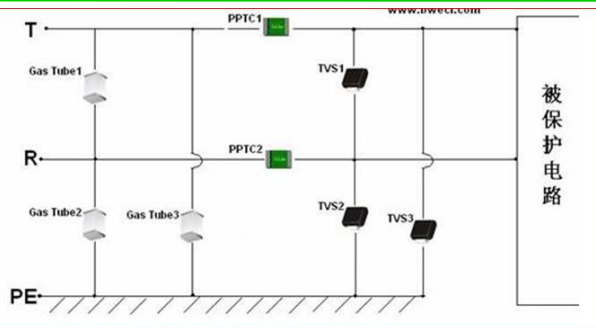 www.bweci.com
T
PPTC1
Gas Tube1
TVS1
R
PPTC2
Gas Tube2
Gas Tube3
TVS2
TVS3
PE
被保护电路